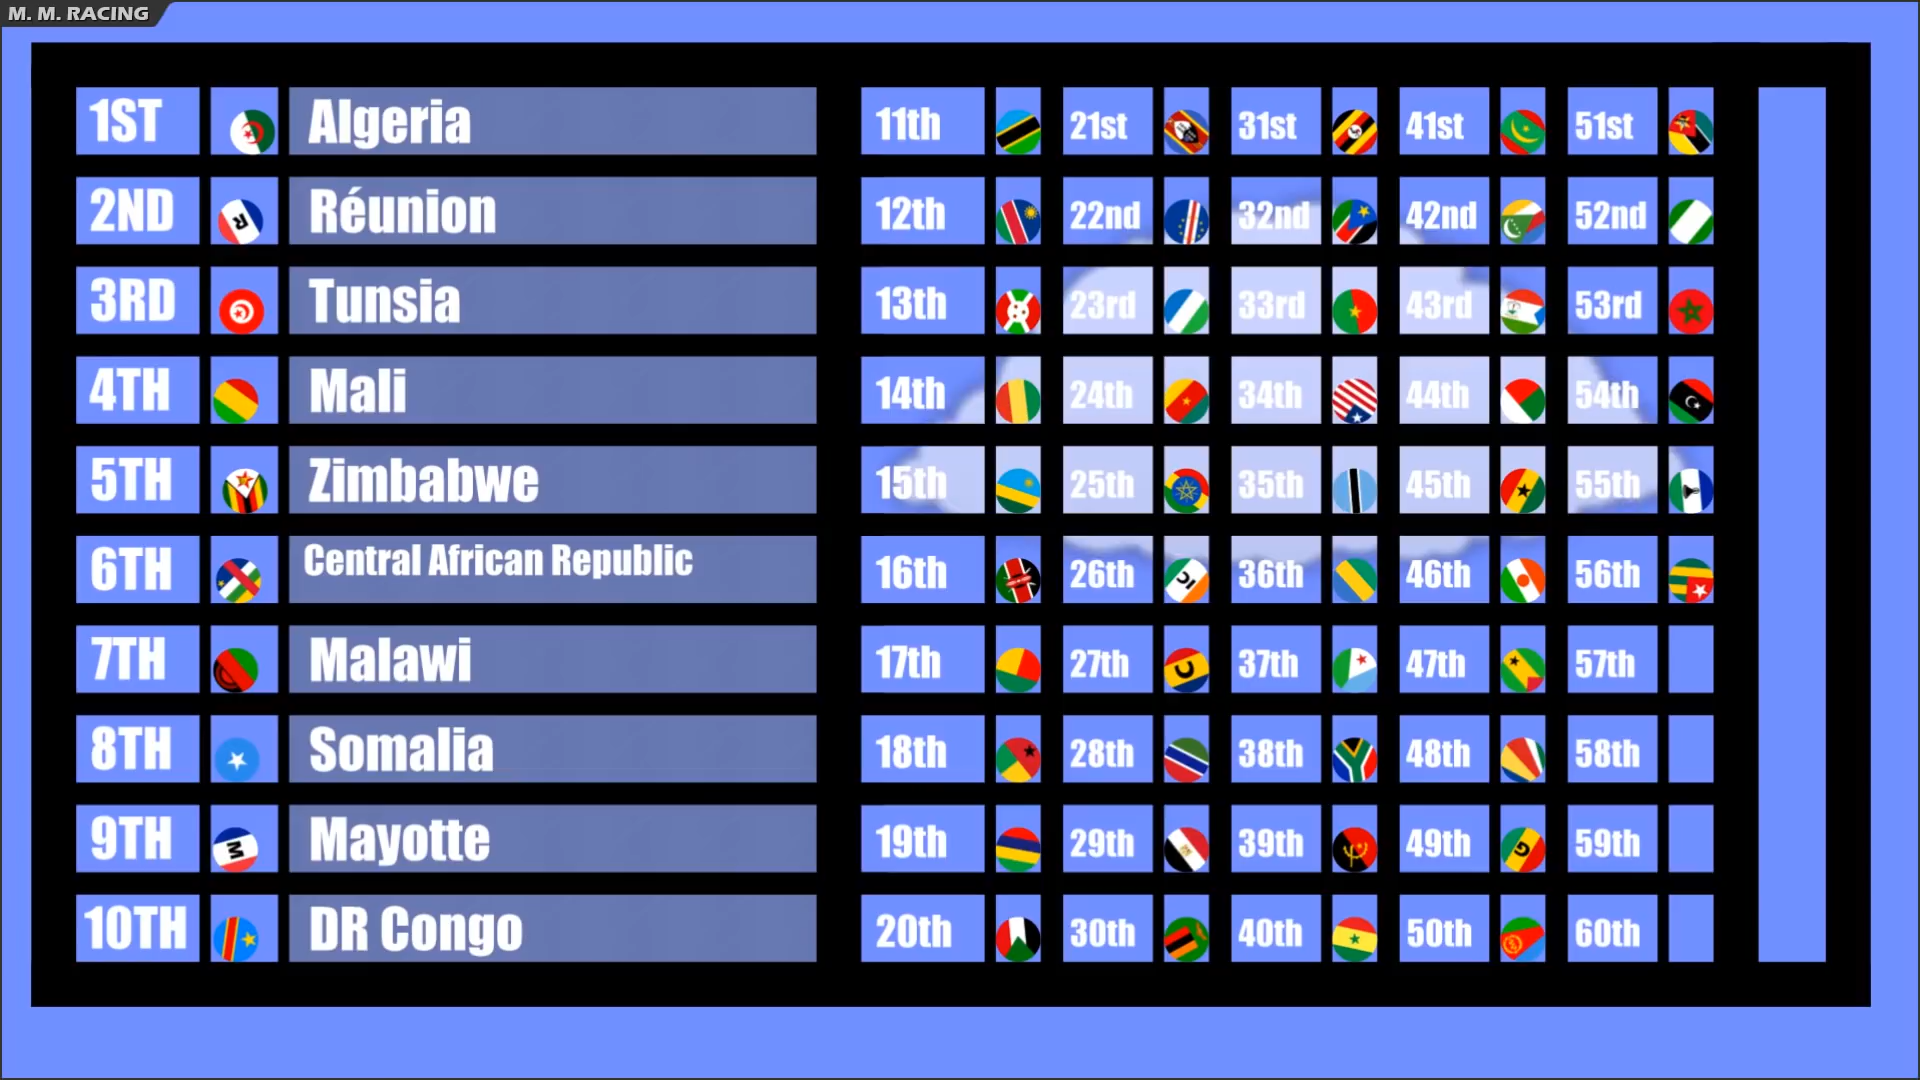 M. M. RACING
1ST Algeria
2ND R Réunion
3RD Tunsia
4TH Mali
5TH Zimbabwe
6TH Central African Republic
7TH Malawi
8TH Somalia
9TH M Mayotte
10TH DR Congo
11th 21st 31st 41st 51st
12th 22nd 32nd 42nd 52nd
13th 23rd 33rd 43rd 53rd
14th 24th 34th 44th 54th
15th 25th 35th 45th 55th
16th 26th IC 36th 46th 56th
17th 27th C 37th 47th 57th
18th 28th 38th 48th 58th
19th 29th 39th 49th G 59th
20th 30th 40th 50th 60th